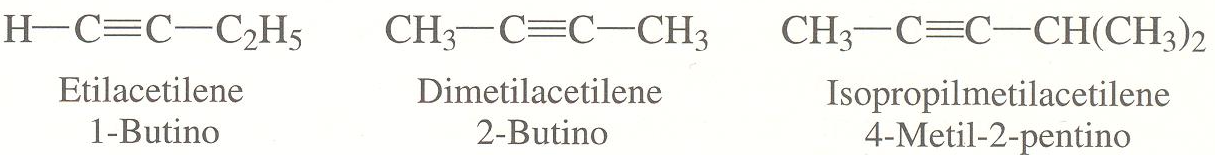 H—C≡C—C₂H₅ CH₃—C≡C—CH₃ CH₃—C≡C—CH(CH₃)₂
Etilacetilene Dimetilacetilene Isopropilmetilacetilene
1-Butino 2-Butino 4-Metil-2-pentino